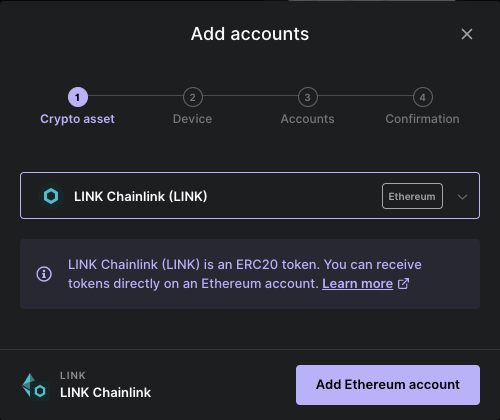 Add accounts
1
2
3
4
Crypto asset
Device
Accounts
Confirmation
LINK Chainlink (LINK)
Ethereum
LINK Chainlink (LINK) is an ERC20 token. You can receive
tokens directly on an Ethereum account. Learn more
LINK
LINK Chainlink
Add Ethereum account